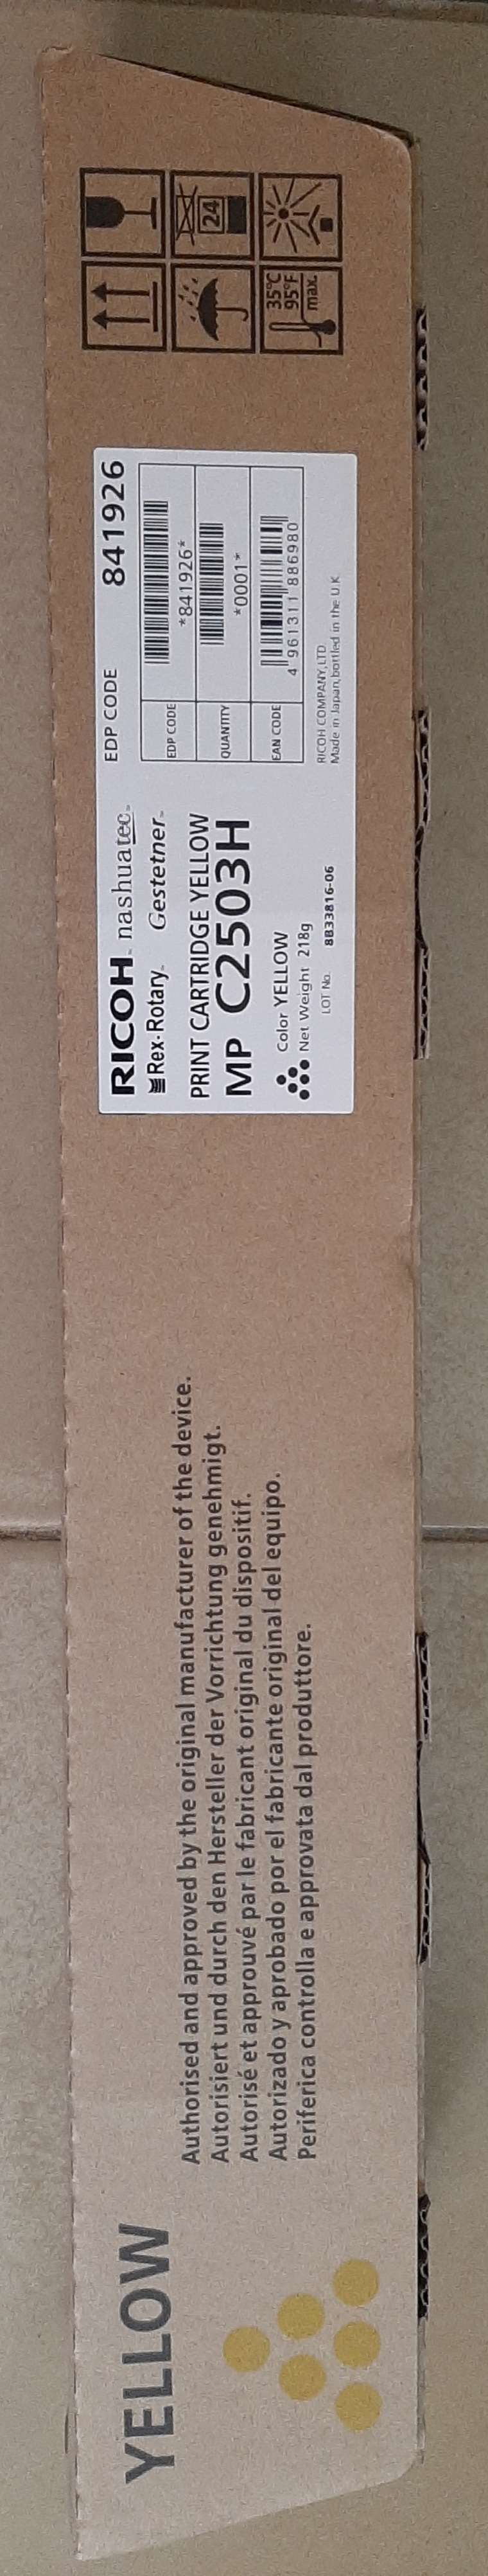 YELLOW
Authorised and approved by the original manufacturer of the device.
Autorisiert und durch den Hersteller der Vorrichtung genehmigt.
Autorisé et approuvé par le fabricant original du dispositif.
Autorizado y aprobado por el fabricante original del equipo.
Periferica controlla e approvata dal produttore.
RICOH nashuatec
Rex-Rotary Gestetner
PRINT CARTRIDGE YELLOW
MP C2503H
Color YELLOW
Net Weight 218g
LOT No. 8B33816-06
EDP CODE 841926
EDP CODE *841926*
QUANTITY *0001*
EAN CODE 4 961311 886980
RICOH COMPANY,LTD
Made in Japan,bottled in the U.K.
24
35°C
95°F
max.